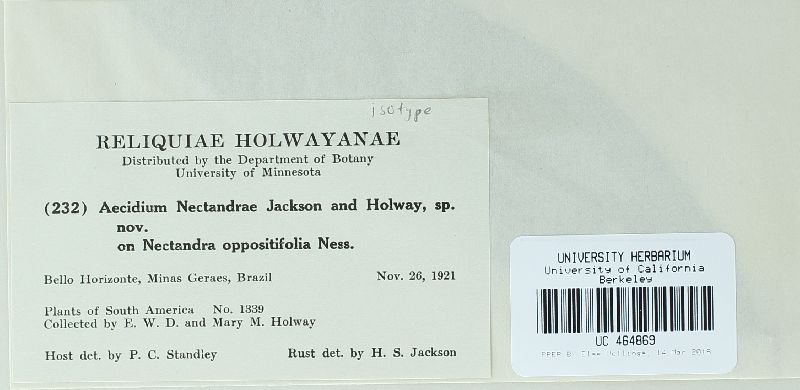 isotype
RELIQUIAE HOLWAYANAE
Distributed by the Department of Botany
University of Minnesota
(232) Aecidium Nectandrae Jackson and Holway, sp.
nov.
on Nectandra oppositifolia Ness.
Bello Horizonte, Minas Geraes, Brazil Nov. 26, 1921
Plants of South America No. 1339
Collected by E. W. D. and Mary M. Holway
Host det. by P. C. Standley Rust det. by H. S. Jackson
UNIVERSITY HERBARIUM
University of California
Berkeley
UC 464869
14 Mar 2016